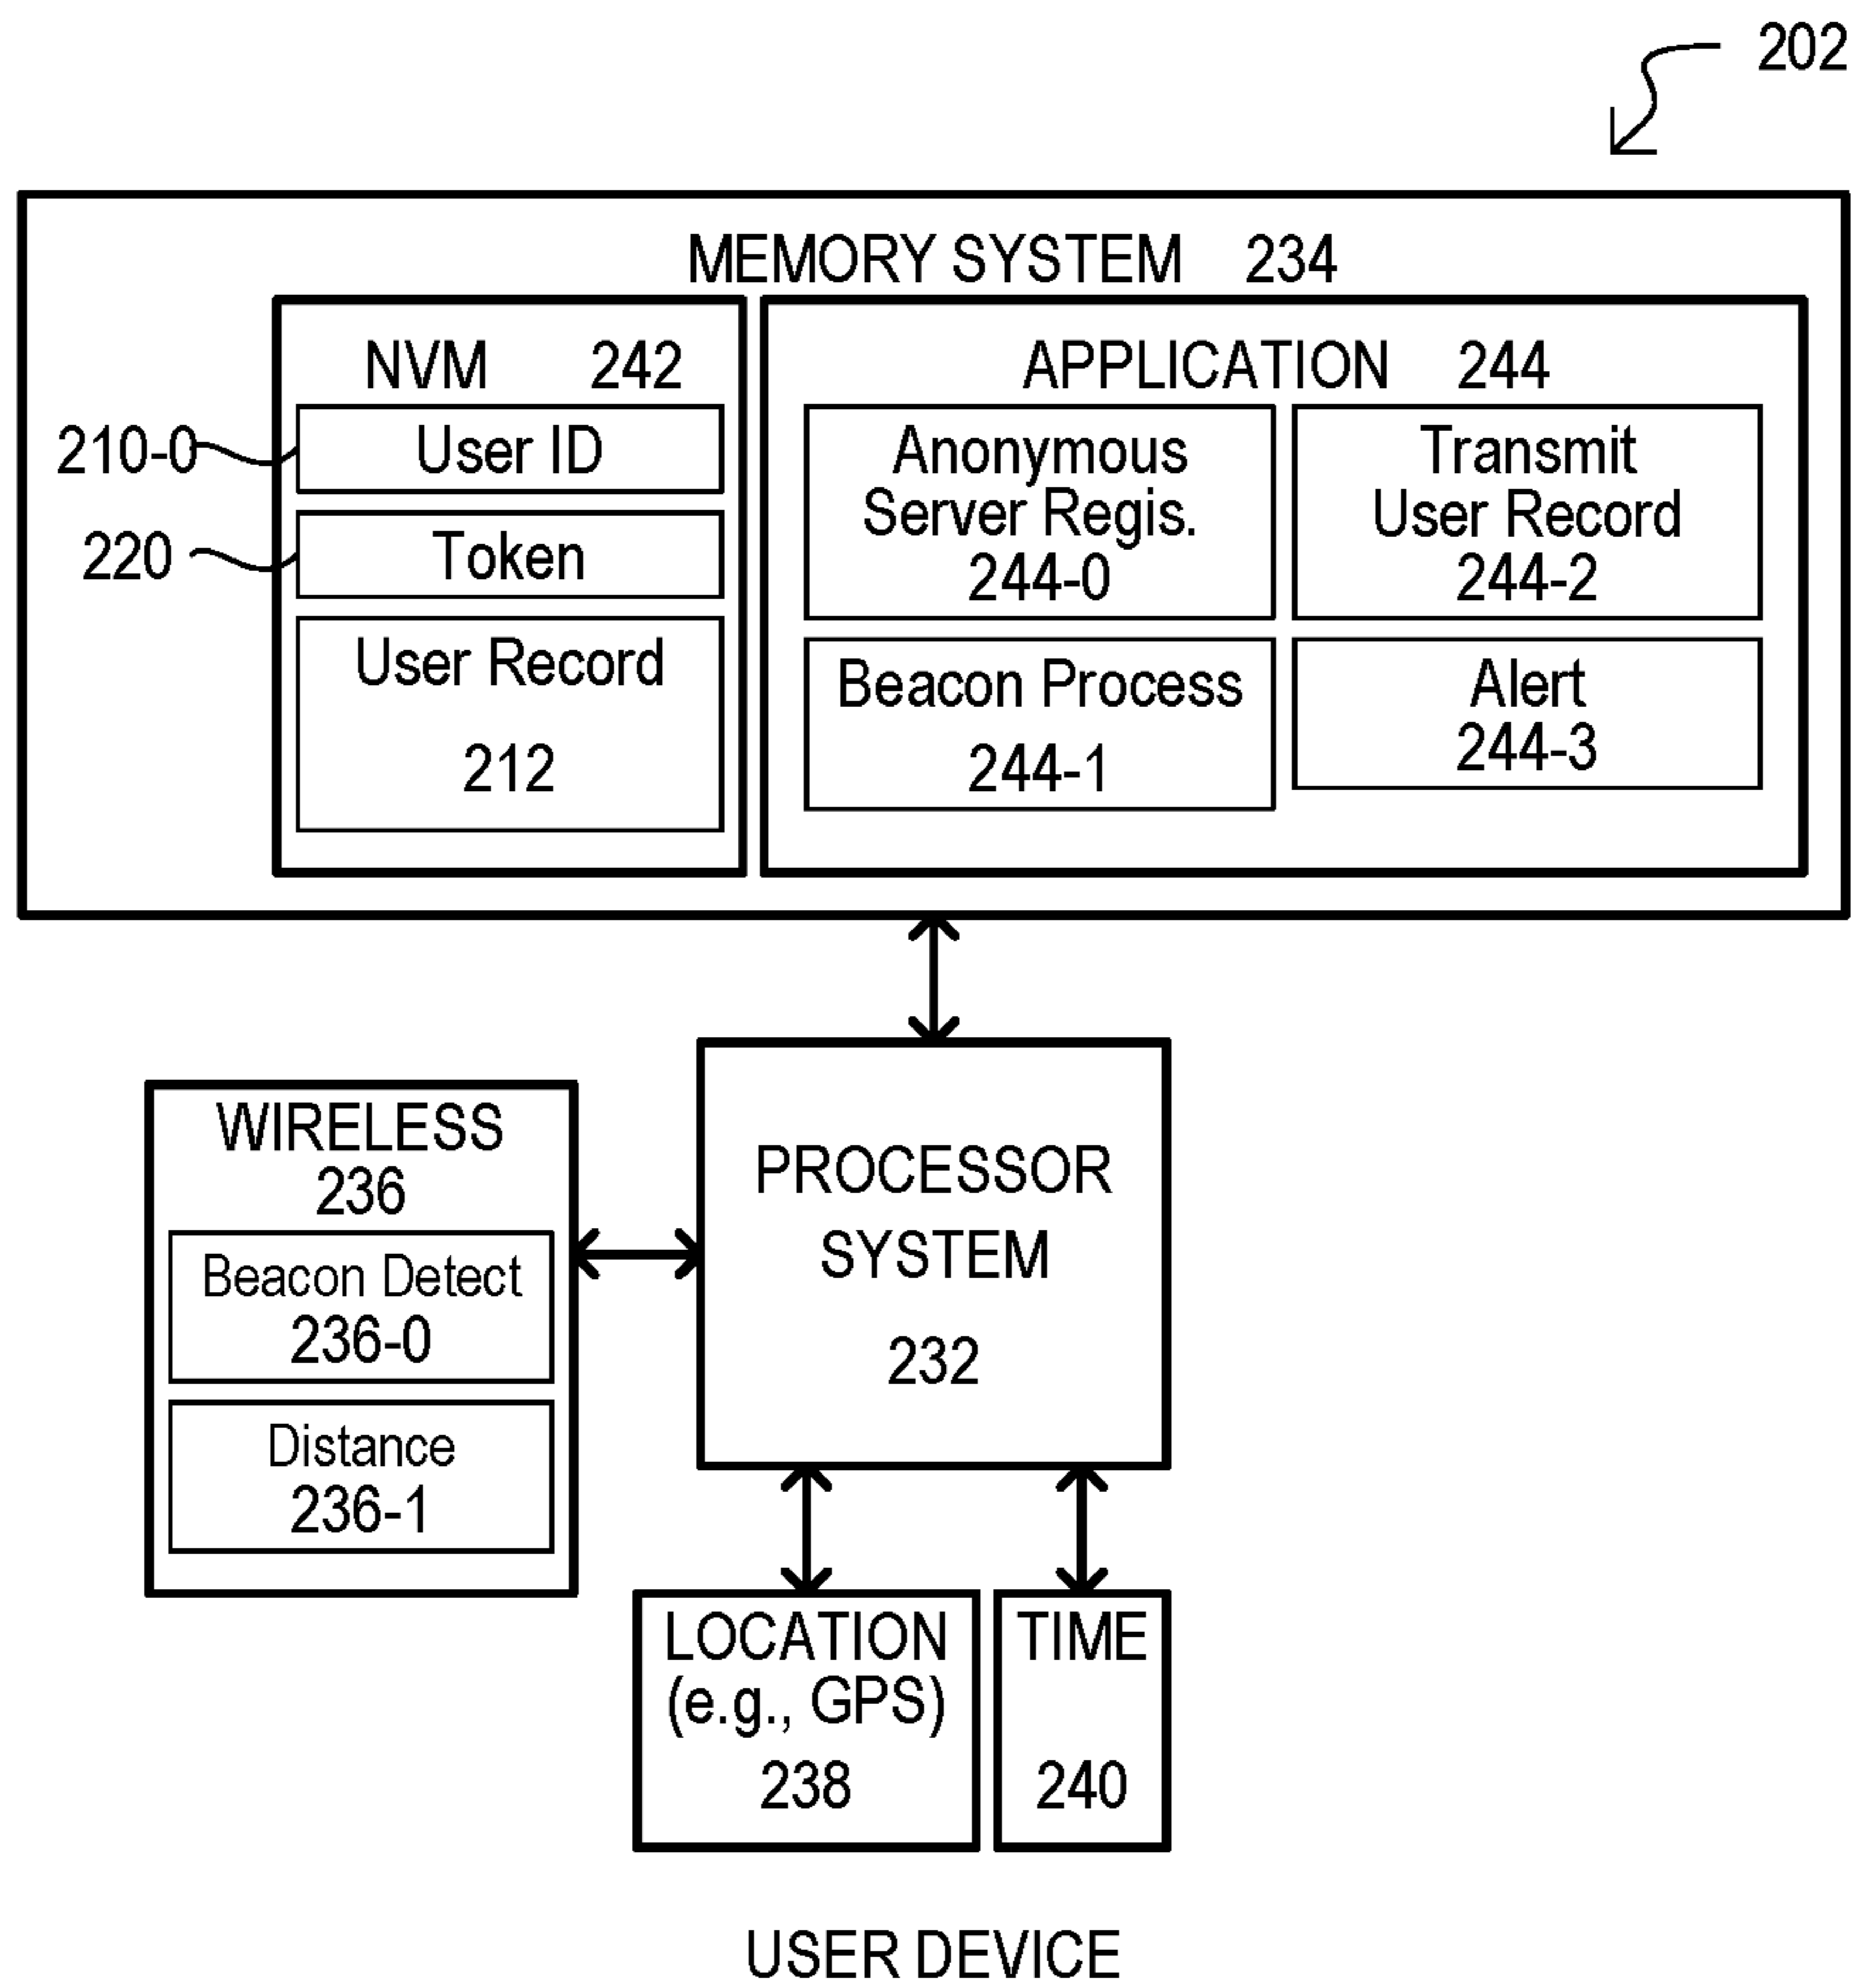 202
MEMORY SYSTEM 234
NVM 242
210-0
User ID
220
Token
User Record
212
APPLICATION 244
Anonymous
Server Regis.
244-0
Transmit
User Record
244-2
Beacon Process
244-1
Alert
244-3
WIRELESS
236
Beacon Detect
236-0
Distance
236-1
PROCESSOR
SYSTEM
232
LOCATION
(e.g., GPS)
238
TIME
240
USER DEVICE